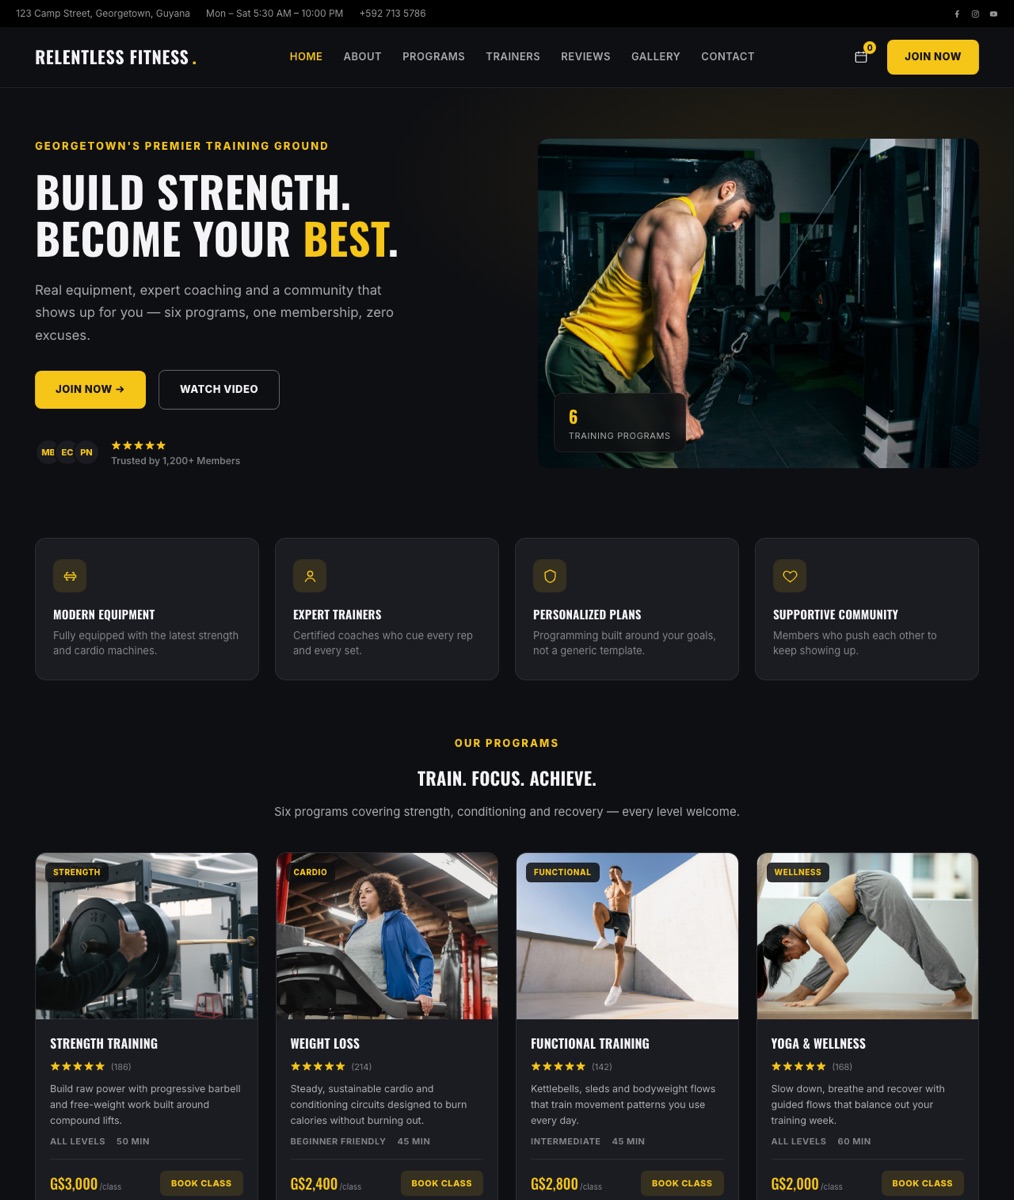 123 Camp Street, Georgetown, Guyana Mon – Sat 5:30 AM – 10:00 PM +592 713 5786
RELENTLESS FITNESS.
HOME ABOUT PROGRAMS TRAINERS REVIEWS GALLERY CONTACT
0
JOIN NOW
GEORGETOWN'S PREMIER TRAINING GROUND
BUILD STRENGTH.
BECOME YOUR BEST.
Real equipment, expert coaching and a community that
shows up for you — six programs, one membership, zero
excuses.
JOIN NOW → WATCH VIDEO
MB EC PN
Trusted by 1,200+ Members
6
TRAINING PROGRAMS
MODERN EQUIPMENT
Fully equipped with the latest strength
and cardio machines.
EXPERT TRAINERS
Certified coaches who cue every rep
and every set.
PERSONALIZED PLANS
Programming built around your goals,
not a generic template.
SUPPORTIVE COMMUNITY
Members who push each other to
keep showing up.
OUR PROGRAMS
TRAIN. FOCUS. ACHIEVE.
Six programs covering strength, conditioning and recovery — every level welcome.
STRENGTH
STRENGTH TRAINING
(186)
Build raw power with progressive barbell
and free-weight work built around
compound lifts.
ALL LEVELS 50 MIN
G$3,000 /class BOOK CLASS
CARDIO
WEIGHT LOSS
(214)
Steady, sustainable cardio and
conditioning circuits designed to burn
calories without burning out.
BEGINNER FRIENDLY 45 MIN
G$2,400 /class BOOK CLASS
FUNCTIONAL
FUNCTIONAL TRAINING
(142)
Kettlebells, sleds and bodyweight flows
that train movement patterns you use
every day.
INTERMEDIATE 45 MIN
G$2,800 /class BOOK CLASS
WELLNESS
YOGA & WELLNESS
(168)
Slow down, breathe and recover with
guided flows that balance out your
training week.
ALL LEVELS 60 MIN
G$2,000 /class BOOK CLASS